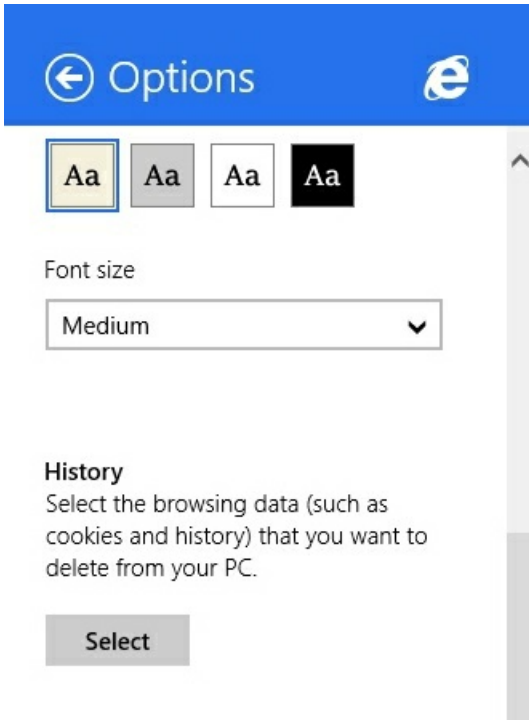 Options
Aa Aa Aa Aa
Font size
Medium
History
Select the browsing data (such as
cookies and history) that you want to
delete from your PC.
Select